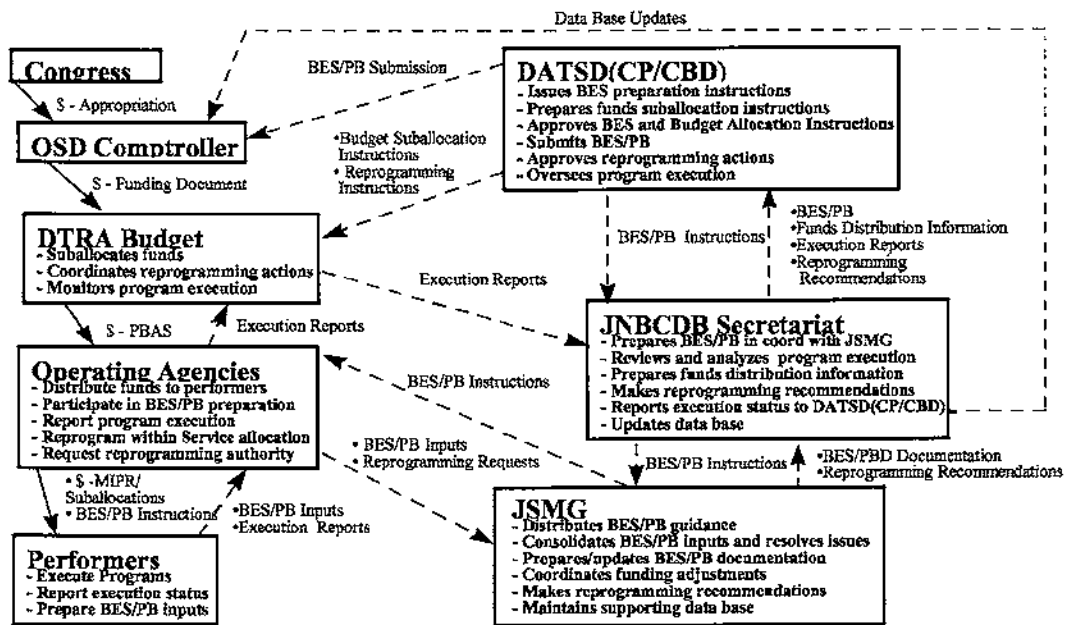 Data Base Updates
Congress
$ - Appropriation
OSD Comptroller
$ - Funding Document
BES/PB Submission
•Budget Suballocation
Instructions
• Reprogramming
Instructions
DATSD(CP/CBD)
- Issues BES preparation instructions
- Prepares funds suballocation instructions
- Approves BES and Budget Allocation Instructions
- Submits BES/PB
- Approves reprogramming actions
- Oversees program execution
DTRA Budget
- Suballocates funds
- Coordinates reprogramming actions
- Monitors program execution
BES/PB Instructions
•BES/PB
•Funds Distribution Information
•Execution Reports
•Reprogramming
Recommendations
Execution Reports
$ - PBAS
Execution Reports
JNBCDB Secretariat
- Prepares BES/PB in coord with JSMG
- Reviews and analyzes program execution
- Prepares funds distribution information
- Makes reprogramming recommendations
- Reports execution status to DATSD(CP/CBD)
- Updates data base
Operating Agencies
- Distribute funds to performers
- Participate in BES/PB preparation
- Report program execution
- Reprogram within Service allocation
- Request reprogramming authority
BES/PB Instructions
• BES/PB Inputs
• Reprogramming Requests
BES/PB Instructions
•BES/PBD Documentation
•Reprogramming Recommendations
• $ -MIPR/
Suballocations
• BES/PB Instructions
•BES/PB Inputs
•Execution Reports
Performers
- Execute Programs
- Report execution status
- Prepare BES/PB inputs
JSMG
- Distributes BES/PB guidance
- Consolidates BES/PB inputs and resolves issues
- Prepares/updates BES/PB documentation
- Coordinates funding adjustments
- Makes reprogramming recommendations
- Maintains supporting data base